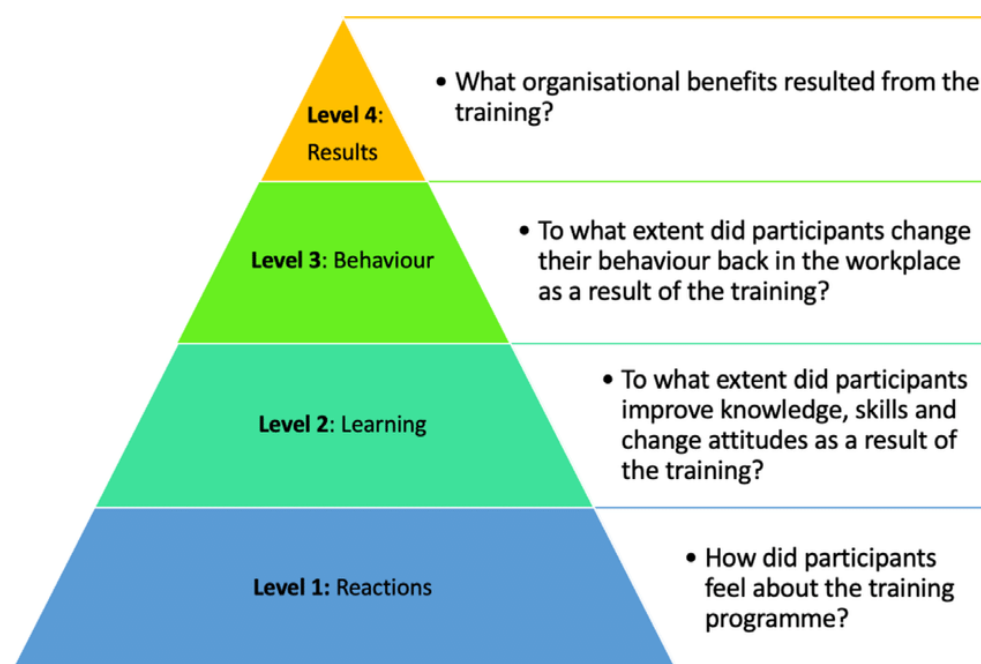 • What organisational benefits resulted from the
training?
Level 4:
Results
• To what extent did participants change
their behaviour back in the workplace
as a result of the training?
Level 3: Behaviour
• To what extent did participants
improve knowledge, skills and
change attitudes as a result of
the training?
Level 2: Learning
• How did participants
feel about the training
programme?
Level 1: Reactions